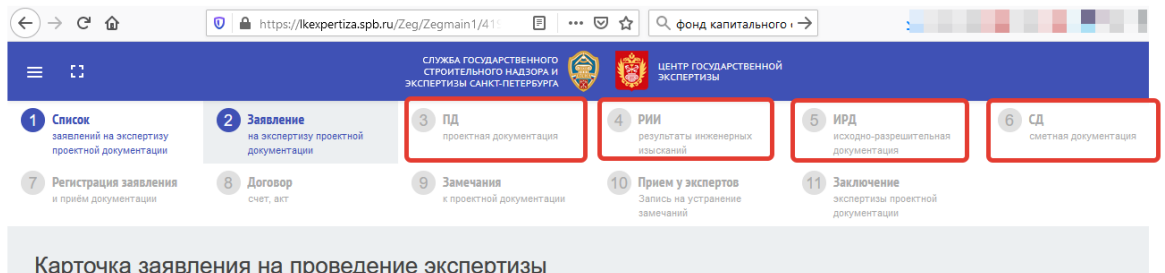 https://lkexpertiza.spb.ru/Zeg/Zegmain1/41
фонд капитального
СЛУЖБА ГОСУДАРСТВЕННОГО
СТРОИТЕЛЬНОГО НАДЗОРА И
ЭКСПЕРТИЗЫ САНКТ-ПЕТЕРБУРГА
ЦЕНТР ГОСУДАРСТВЕННОЙ
ЭКСПЕРТИЗЫ
1 Список
заявлений на экспертизу
проектной документации
2 Заявление
на экспертизу проектной
документации
3 ПД
проектная документация
4 РИИ
результаты инженерных
изысканий
5 ИРД
исходно-разрешительная
документация
6 СД
сметная документация
7 Регистрация заявления
и приём документации
8 Договор
счет, акт
9 Замечания
к проектной документации
10 Прием у экспертов
Запись на устранение
замечаний
11 Заключение
экспертизы проектной
документации
Карточка заявления на проведение экспертизы